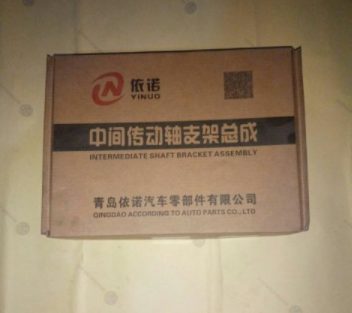 依诺
YINUO
中间传动轴支架总成
INTERMEDIATE SHAFT BRACKET ASSEMBLY
青岛依诺汽车零部件有限公司
QINGDAO ACCORDING TO AUTO PARTS CO., LTD